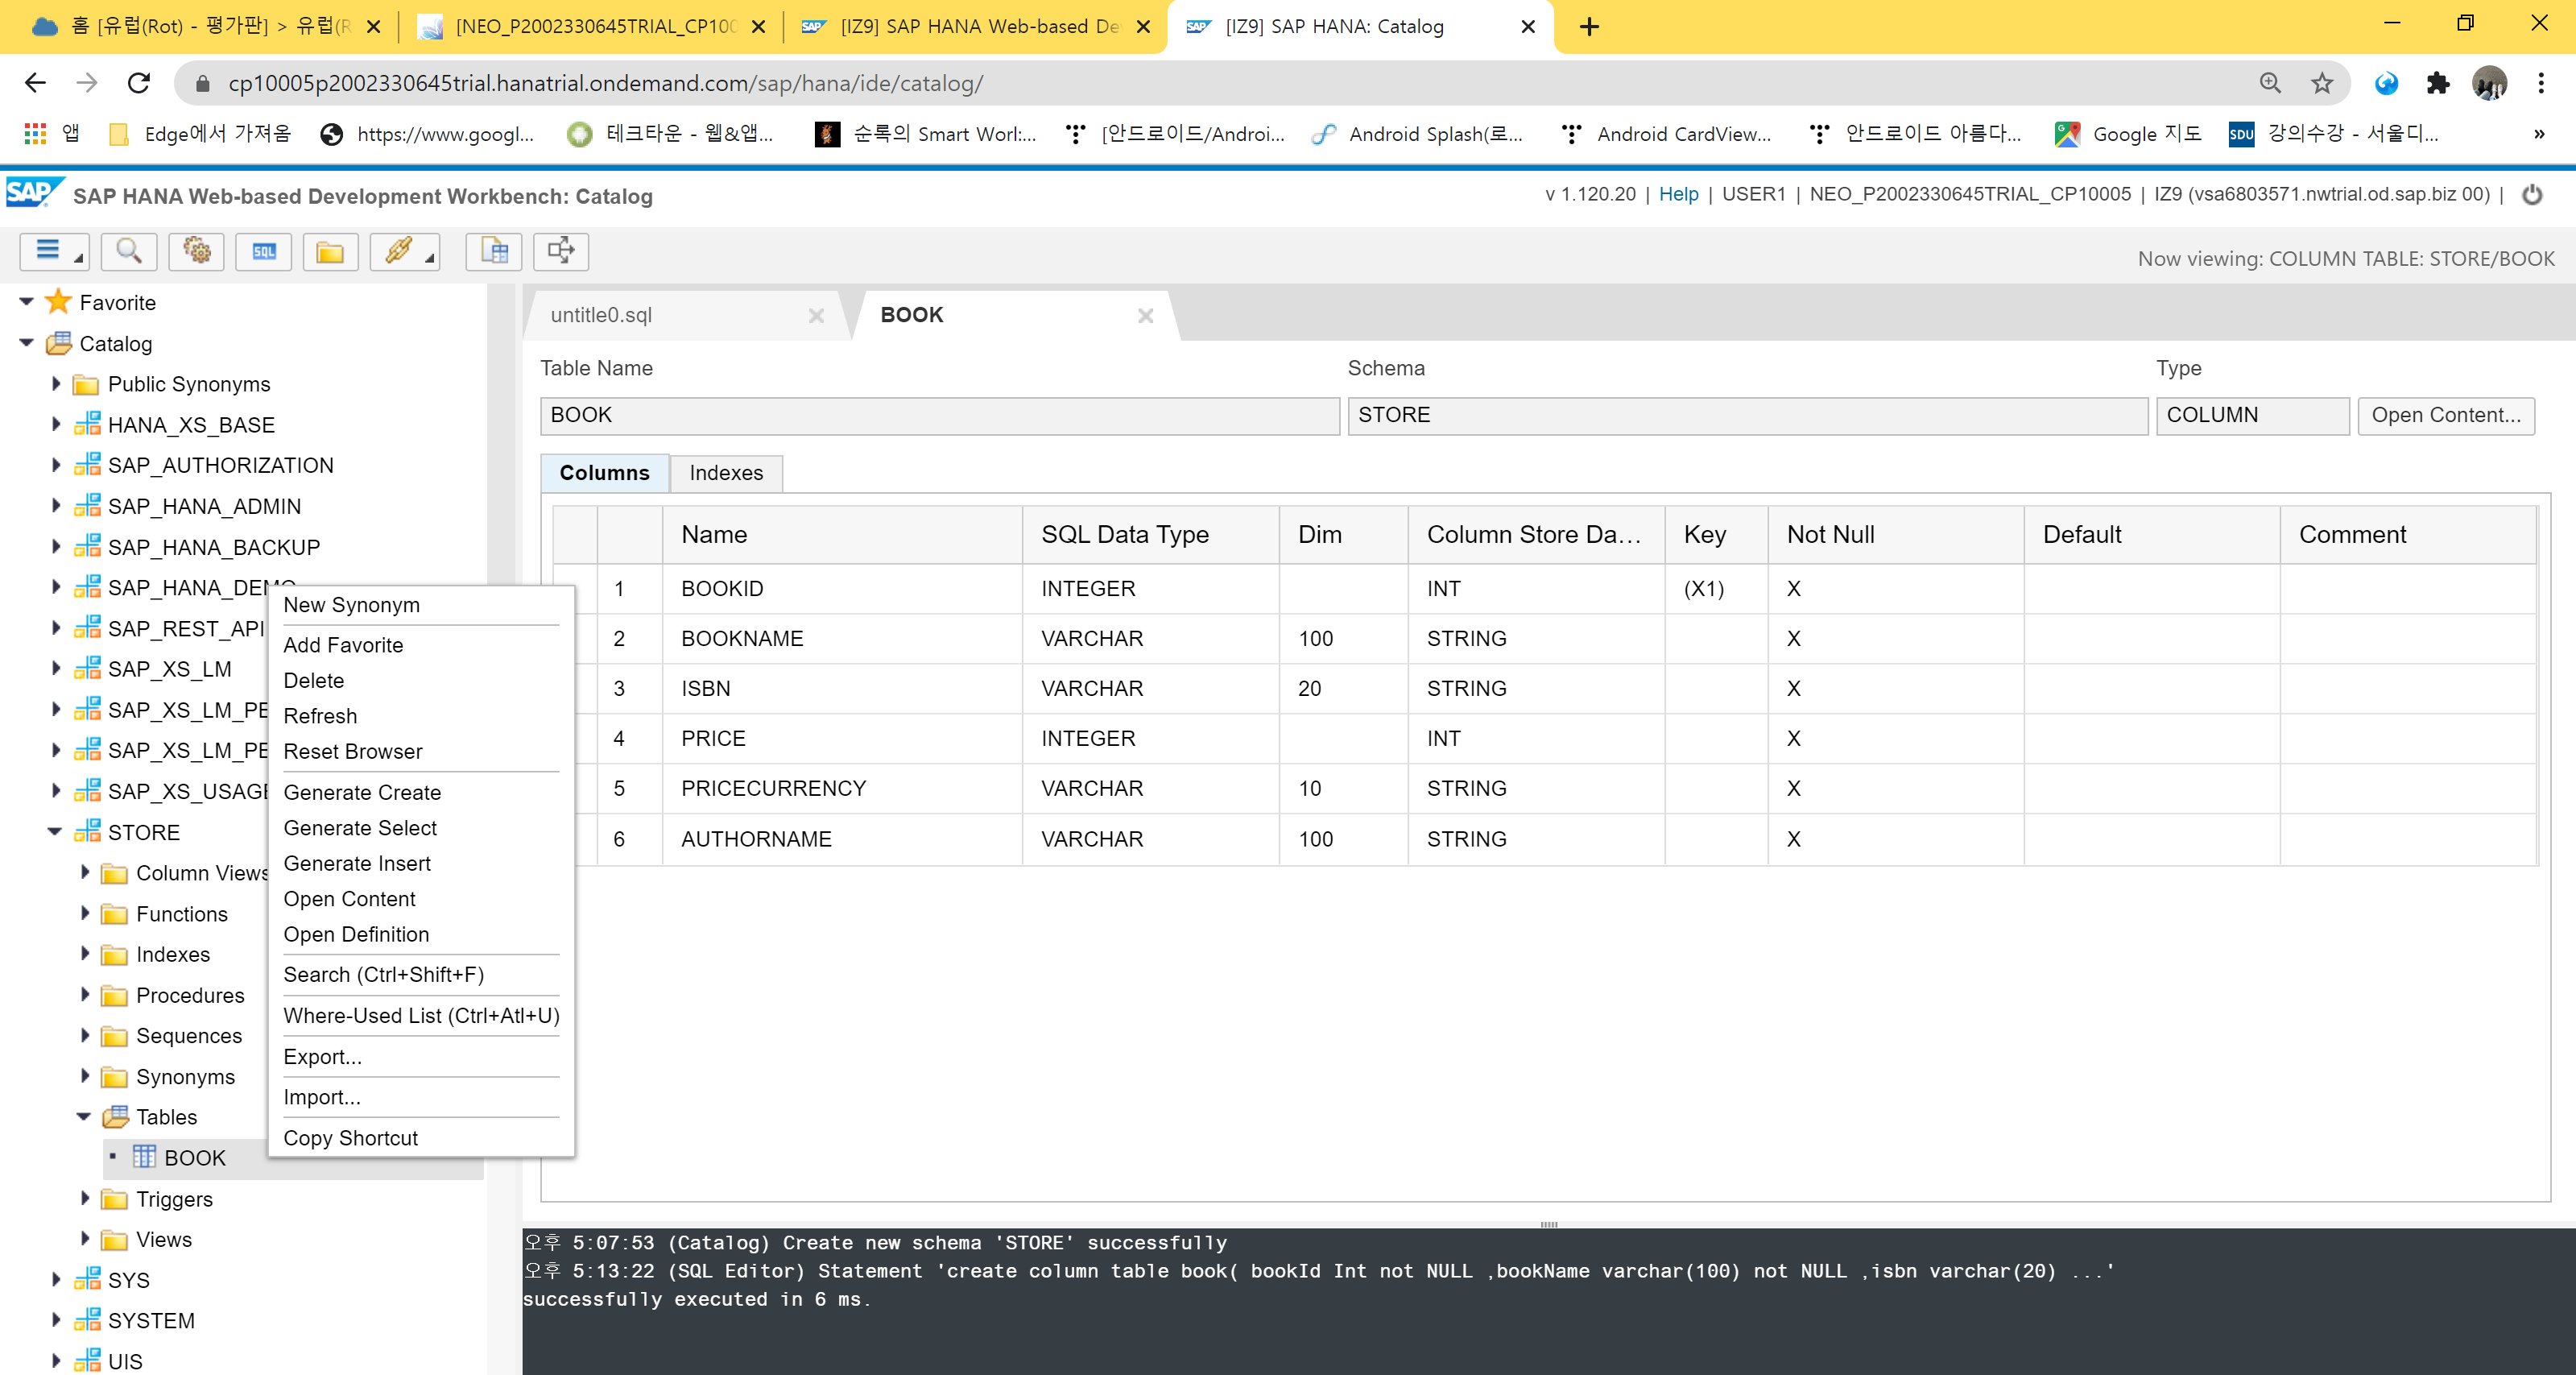 홈 [유럽(Rot) - 평가판] > 유럽(R
[NEO_P2002330645TRIAL_CP100
[IZ9] SAP HANA Web-based De
[IZ9] SAP HANA: Catalog
cp10005p2002330645trial.hanatrial.ondemand.com/sap/hana/ide/catalog/
앱
Edge에서 가져옴
https://www.googl...
테크타운 - 웹&앱...
순록의 Smart Worl:...
[안드로이드/Androi...
Android Splash(로...
Android CardView...
안드로이드 아름다...
Google 지도
SDU 강의수강 - 서울디...
»
SAP SAP HANA Web-based Development Workbench: Catalog
v 1.120.20 | Help | USER1 | NEO_P2002330645TRIAL_CP10005 | IZ9 (vsa6803571.nwtrial.od.sap.biz 00) |
SQL
Now viewing: COLUMN TABLE: STORE/BOOK
Favorite
Catalog
Public Synonyms
HANA_XS_BASE
SAP_AUTHORIZATION
SAP_HANA_ADMIN
SAP_HANA_BACKUP
SAP_HANA_DEMO
SAP_REST_API
SAP_XS_LM
SAP_XS_LM_PE
SAP_XS_LM_PE
SAP_XS_USAGE
STORE
Column Views
Functions
Indexes
Procedures
Sequences
Synonyms
Tables
BOOK
Triggers
Views
SYS
SYSTEM
UIS
New Synonym
Add Favorite
Delete
Refresh
Reset Browser
Generate Create
Generate Select
Generate Insert
Open Content
Open Definition
Search (Ctrl+Shift+F)
Where-Used List (Ctrl+Atl+U)
Export...
Import...
Copy Shortcut
untitle0.sql
BOOK
Table Name Schema Type
BOOK STORE COLUMN Open Content...
Columns Indexes
Name SQL Data Type Dim Column Store Da... Key Not Null Default Comment
1 BOOKID INTEGER INT (X1) X
2 BOOKNAME VARCHAR 100 STRING X
3 ISBN VARCHAR 20 STRING X
4 PRICE INTEGER INT X
5 PRICECURRENCY VARCHAR 10 STRING X
6 AUTHORNAME VARCHAR 100 STRING X
오후 5:07:53 (Catalog) Create new schema 'STORE' successfully
오후 5:13:22 (SQL Editor) Statement 'create column table book( bookId Int not NULL ,bookName varchar(100) not NULL ,isbn varchar(20) ...'
successfully executed in 6 ms.